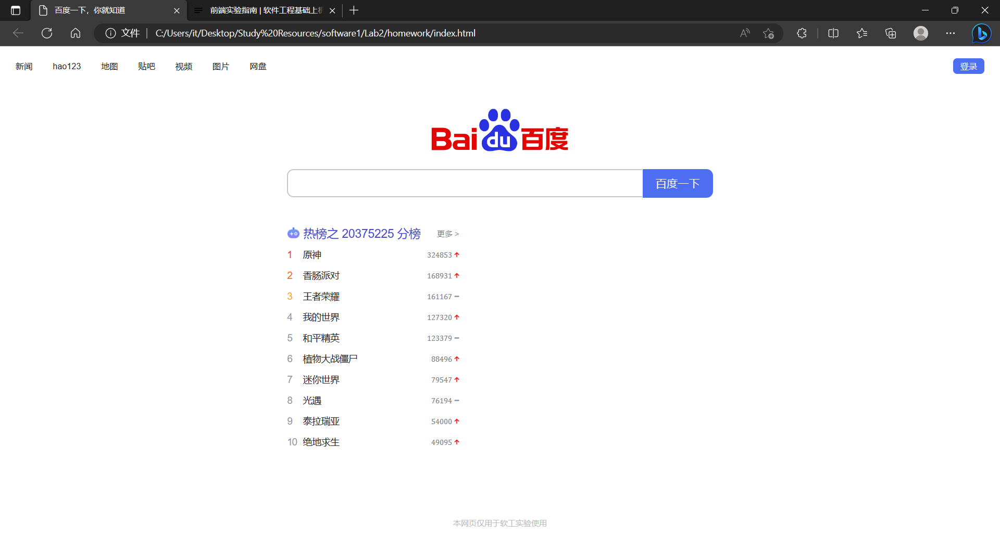 百度一下，你就知道
前端实验指南 | 软件工程基础上机
文件 C:/Users/it/Desktop/Study%20Resources/software1/Lab2/homework/index.html
新闻 hao123 地图 贴吧 视频 图片 网盘 登录
Bai du 百度
百度一下
热榜之 20375225 分榜 更多 >
1 原神 324853
2 香肠派对 168931
3 王者荣耀 161167
4 我的世界 127320
5 和平精英 123379
6 植物大战僵尸 88496
7 迷你世界 79547
8 光遇 76194
9 泰拉瑞亚 54000
10 绝地求生 49095
本网页仅用于软工实验使用